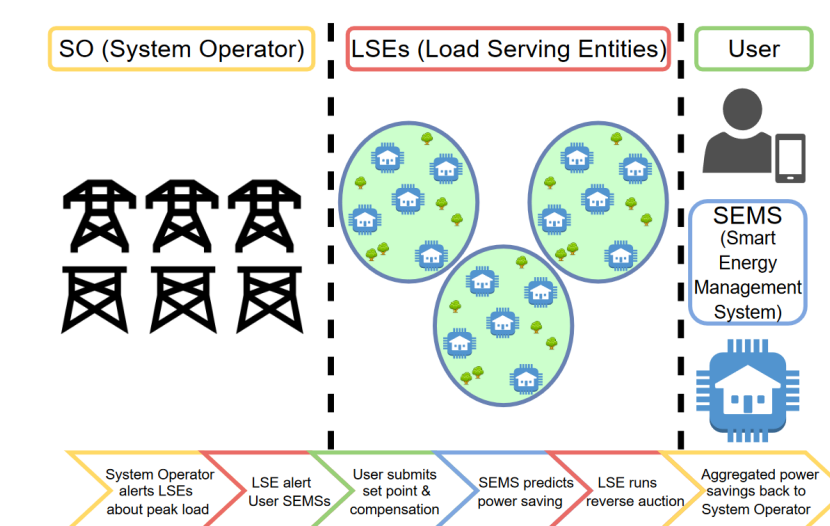 SO (System Operator)
LSEs (Load Serving Entities)
User
SEMS
(Smart
Energy
Management
System)
System Operator
alerts LSEs
about peak load
LSE alert
User SEMSs
User submits
set point &
compensation
SEMS predicts
power saving
LSE runs
reverse auction
Aggregated power
savings back to
System Operator